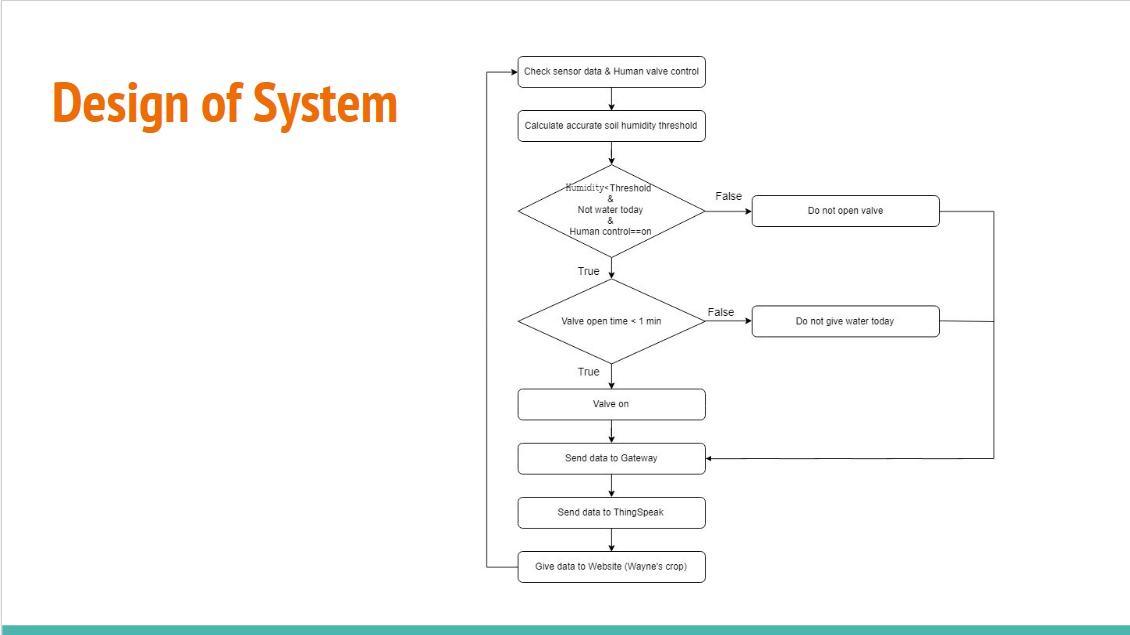 Design of System
Check sensor data & Human valve control
Calculate accurate soil humidity threshold
Humidity<Threshold
&
Not water today
&
Human control==on
False
Do not open valve
True
Valve open time < 1 min
False
Do not give water today
True
Valve on
Send data to Gateway
Send data to ThingSpeak
Give data to Website (Wayne's crop)